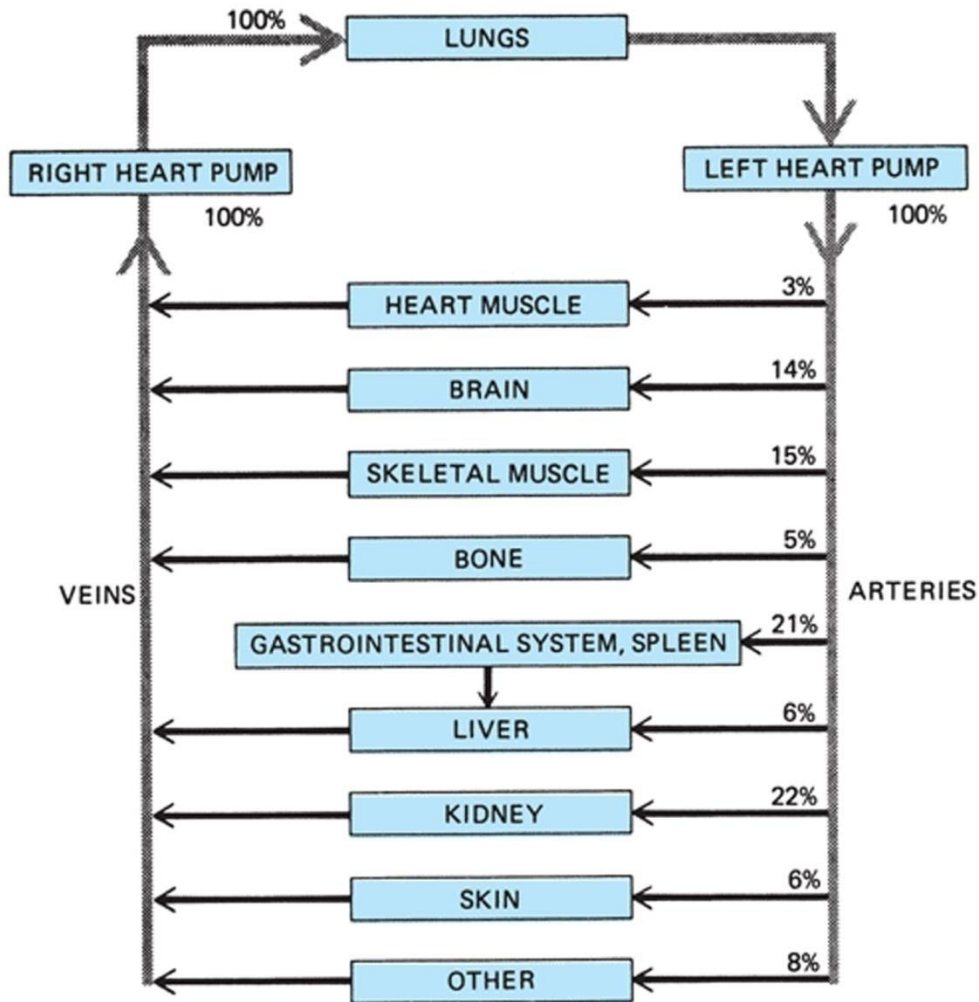 100%
LUNGS
RIGHT HEART PUMP
LEFT HEART PUMP
100%
100%
HEART MUSCLE
3%
BRAIN
14%
SKELETAL MUSCLE
15%
BONE
5%
VEINS
ARTERIES
GASTROINTESTINAL SYSTEM, SPLEEN
21%
LIVER
6%
KIDNEY
22%
SKIN
6%
OTHER
8%